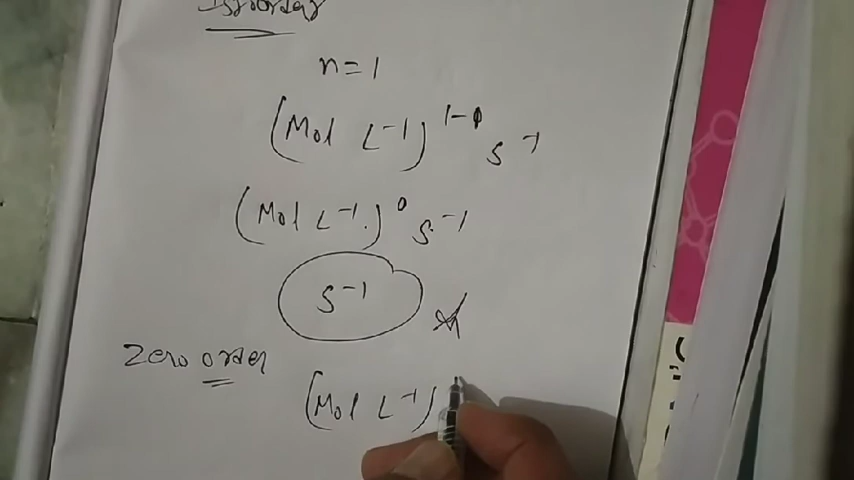 n=1
(Mol L⁻¹)¹⁻¹ s⁻¹
(Mol L⁻¹)⁰ s⁻¹
s⁻¹
Zero order
(Mol L⁻¹)